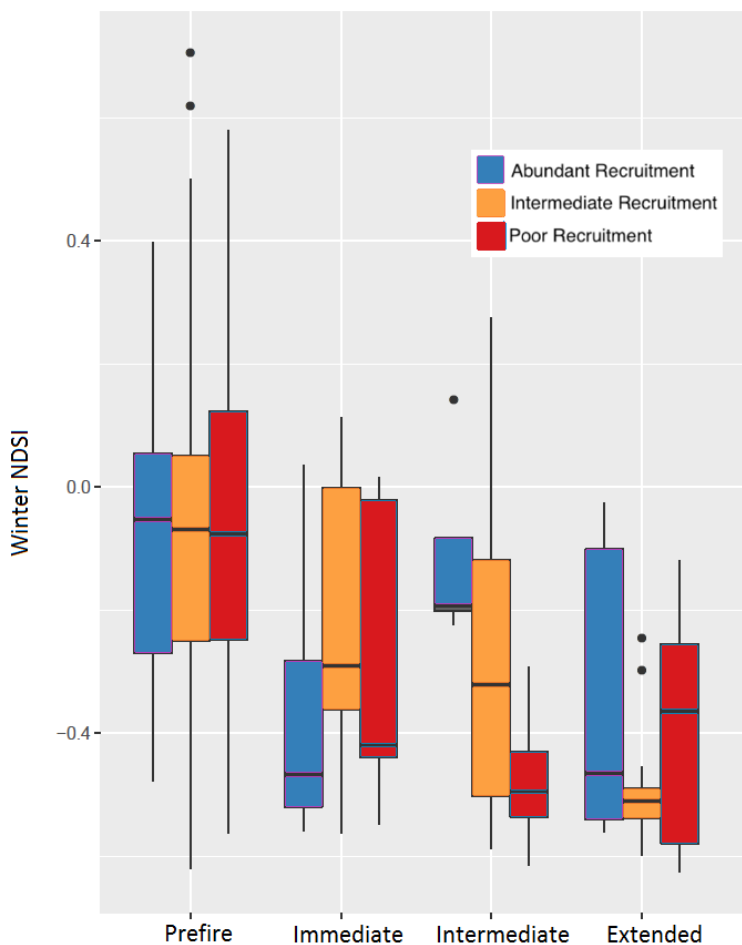 Abundant Recruitment
Intermediate Recruitment
Poor Recruitment
0.4
0.0
−0.4
Winter NDSI
Prefire Immediate Intermediate Extended